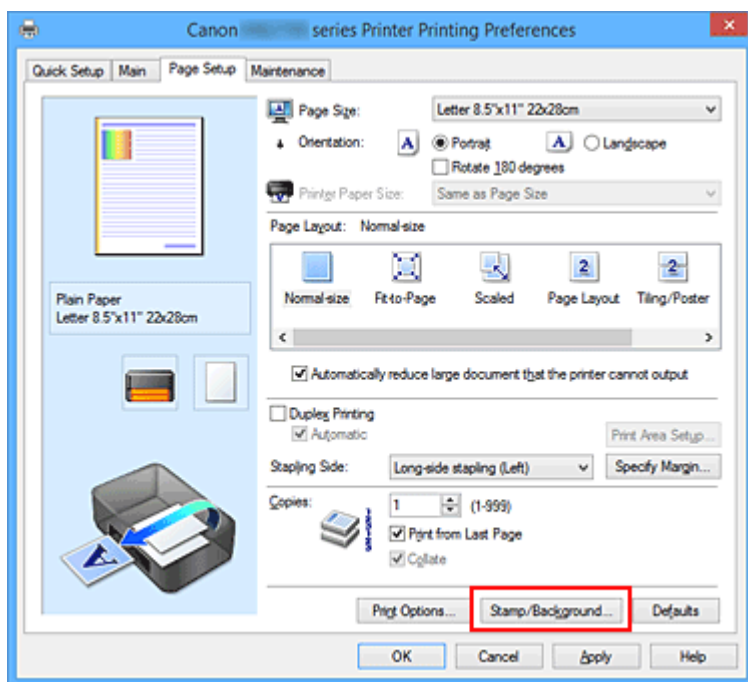 Canon series Printer Printing Preferences
Quick Setup Main Page Setup Maintenance
Page Size: Letter 8.5"x11" 22x28cm
Orientation: A Portrait A Landscape
Rotate 180 degrees
Printer Paper Size: Same as Page Size
Page Layout: Normal-size
2 2
Normal-size Fit-to-Page Scaled Page Layout Tiling/Poster
Plain Paper
Letter 8.5"x11" 22x28cm
Automatically reduce large document that the printer cannot output
Duplex Printing
Automatic
Print Area Setup...
Stapling Side: Long-side stapling (Left) Specify Margin...
Copies: 1 (1-999)
Print from Last Page
Collate
A
Print Options... Stamp/Background... Defaults
OK Cancel Apply Help